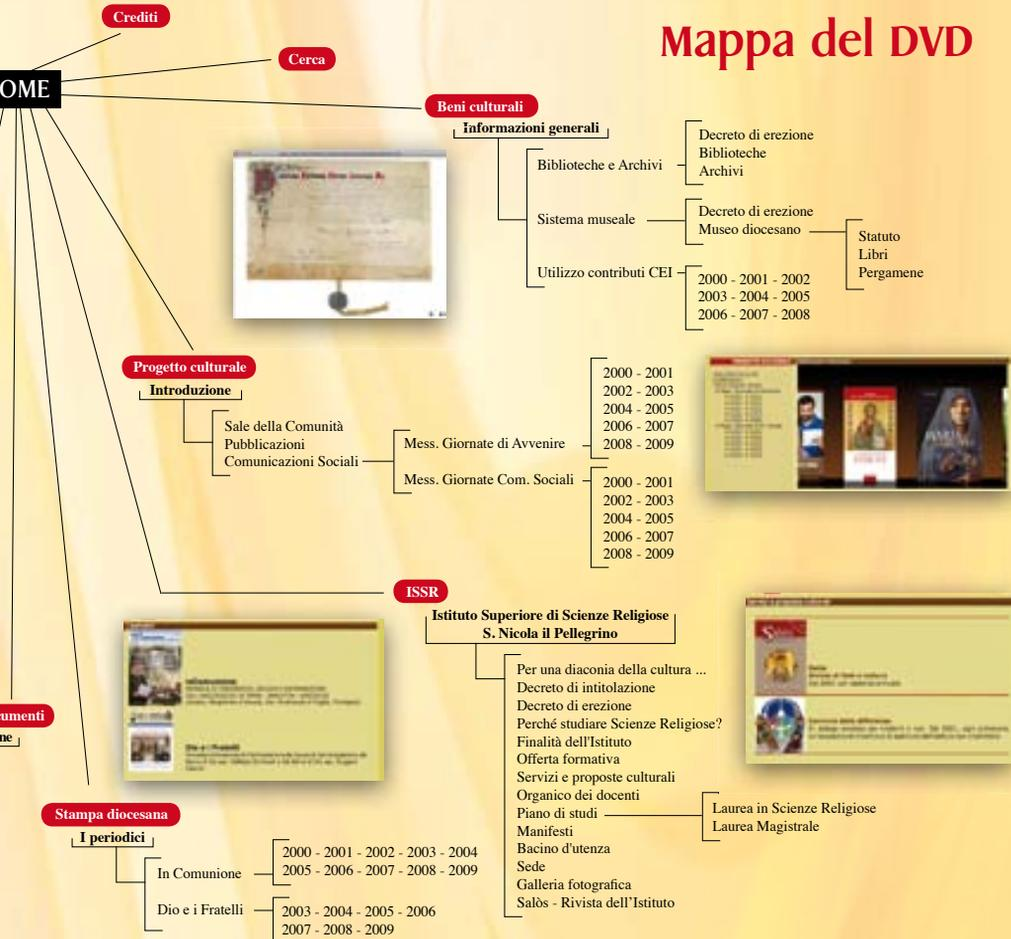 Mappa del DVD
Crediti
Cerca
OME
Beni culturali
Informazioni generali
Biblioteche e Archivi
Decreto di erezione
Biblioteche
Archivi
Sistema museale
Decreto di erezione
Museo diocesano
Statuto
Libri
Pergamene
Utilizzo contributi CEI
2000 - 2001 - 2002
2003 - 2004 - 2005
2006 - 2007 - 2008
Progetto culturale
Introduzione
Sale della Comunità
Pubblicazioni
Comunicazioni Sociali
Mess. Giornate di Avvenire
2000 - 2001
2002 - 2003
2004 - 2005
2006 - 2007
2008 - 2009
Mess. Giornate Com. Sociali
2000 - 2001
2002 - 2003
2004 - 2005
2006 - 2007
2008 - 2009
ISSR
Istituto Superiore di Scienze Religiose
S. Nicola il Pellegrino
Per una diaconia della cultura ...
Decreto di intitolazione
Decreto di erezione
Perché studiare Scienze Religiose?
Finalità dell'Istituto
Offerta formativa
Servizi e proposte culturali
Organico dei docenti
Piano di studi
Manifesti
Bacino d'utenza
Sede
Galleria fotografica
Salòs - Rivista dell'Istituto
Laurea in Scienze Religiose
Laurea Magistrale
umenti
ne
Stampa diocesana
I periodici
In Comunione
2000 - 2001 - 2002 - 2003 - 2004
2005 - 2006 - 2007 - 2008 - 2009
Dio e i Fratelli
2003 - 2004 - 2005 - 2006
2007 - 2008 - 2009
Dio e i Fratelli